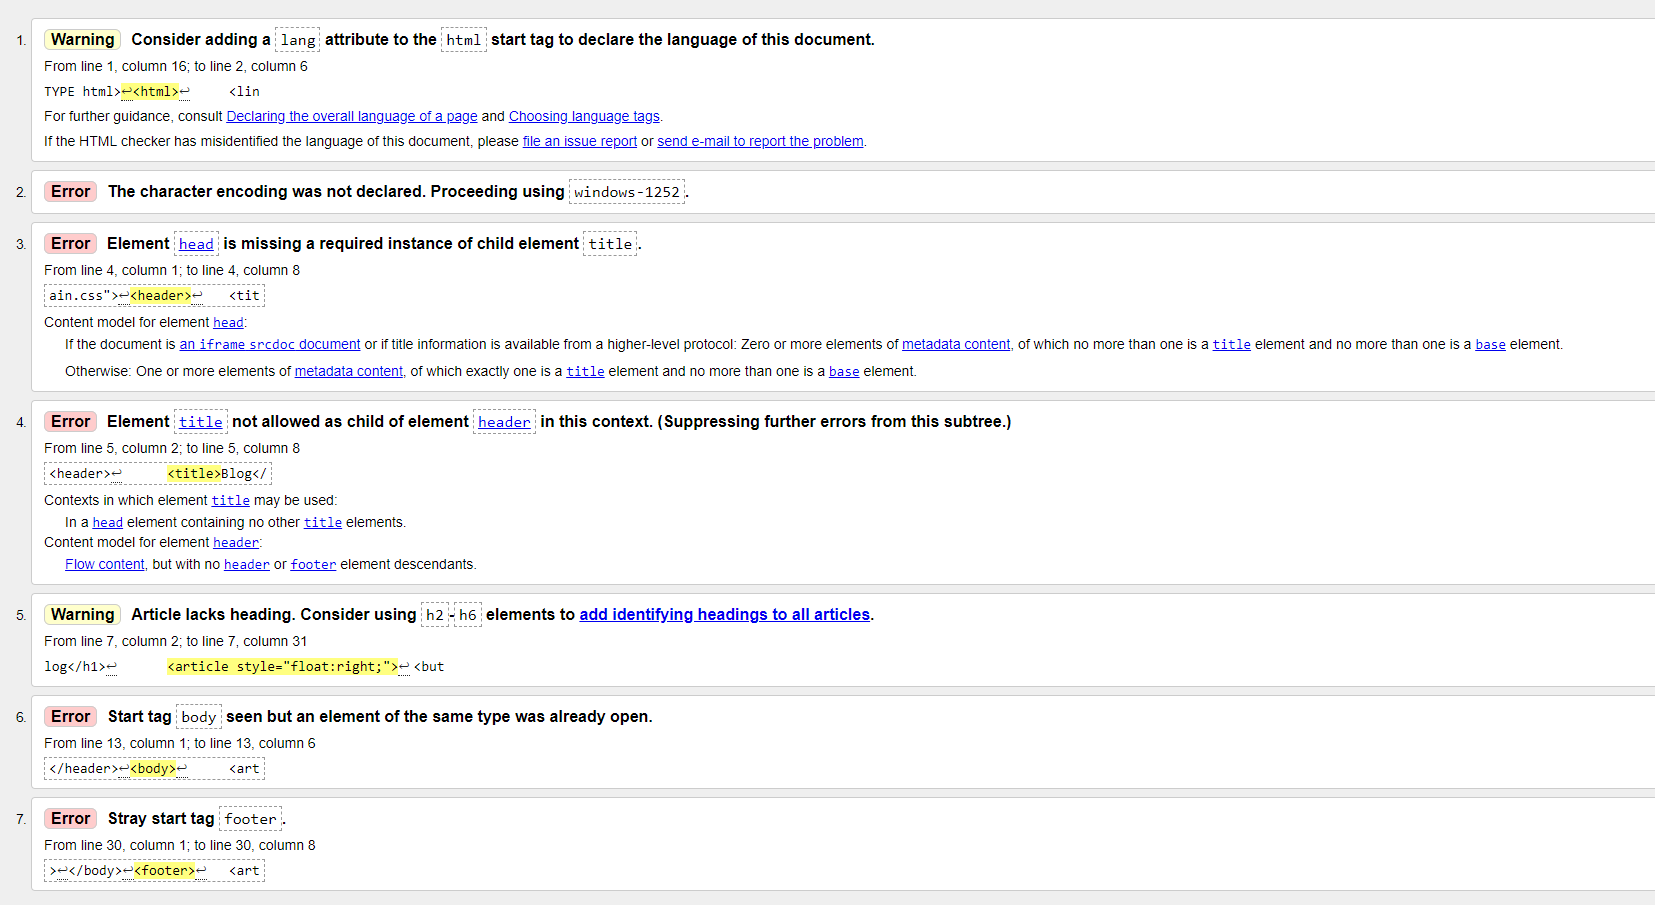 1. Warning Consider adding a lang attribute to the html start tag to declare the language of this document.
From line 1, column 16; to line 2, column 6
TYPE html>↩<html>↩ <lin
For further guidance, consult Declaring the overall language of a page and Choosing language tags.
If the HTML checker has misidentified the language of this document, please file an issue report or send e-mail to report the problem.
2. Error The character encoding was not declared. Proceeding using windows-1252.
3. Error Element head is missing a required instance of child element title.
From line 4, column 1; to line 4, column 8
ain.css">↩<header>↩ <tit
Content model for element head:
If the document is an iframe srcdoc document or if title information is available from a higher-level protocol: Zero or more elements of metadata content, of which no more than one is a title element and no more than one is a base element.
Otherwise: One or more elements of metadata content, of which exactly one is a title element and no more than one is a base element.
4. Error Element title not allowed as child of element header in this context. (Suppressing further errors from this subtree.)
From line 5, column 2; to line 5, column 8
<header>↩ <title>Blog</
Contexts in which element title may be used:
In a head element containing no other title elements.
Content model for element header:
Flow content, but with no header or footer element descendants.
5. Warning Article lacks heading. Consider using h2-h6 elements to add identifying headings to all articles.
From line 7, column 2; to line 7, column 31
log</h1>↩ <article style="float:right;">↩ <but
6. Error Start tag body seen but an element of the same type was already open.
From line 13, column 1; to line 13, column 6
</header>↩<body>↩ <art
7. Error Stray start tag footer.
From line 30, column 1; to line 30, column 8
>↩</body>↩<footer>↩ <art